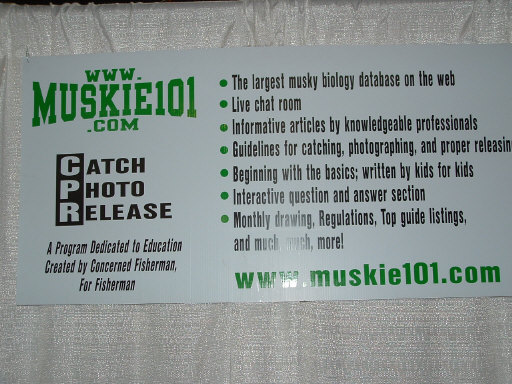 WWW.
MUSKIE101
.COM
CATCH
PHOTO
RELEASE
A Program Dedicated to Education
Created by Concerned Fisherman,
For Fisherman
• The largest musky biology database on the web
• Live chat room
• Informative articles by knowledgeable professionals
• Guidelines for catching, photographing, and proper releasin
• Beginning with the basics; written by kids for kids
• Interactive question and answer section
• Monthly drawing, Regulations, Top guide listings,
and much, much, more!
www.muskie101.com